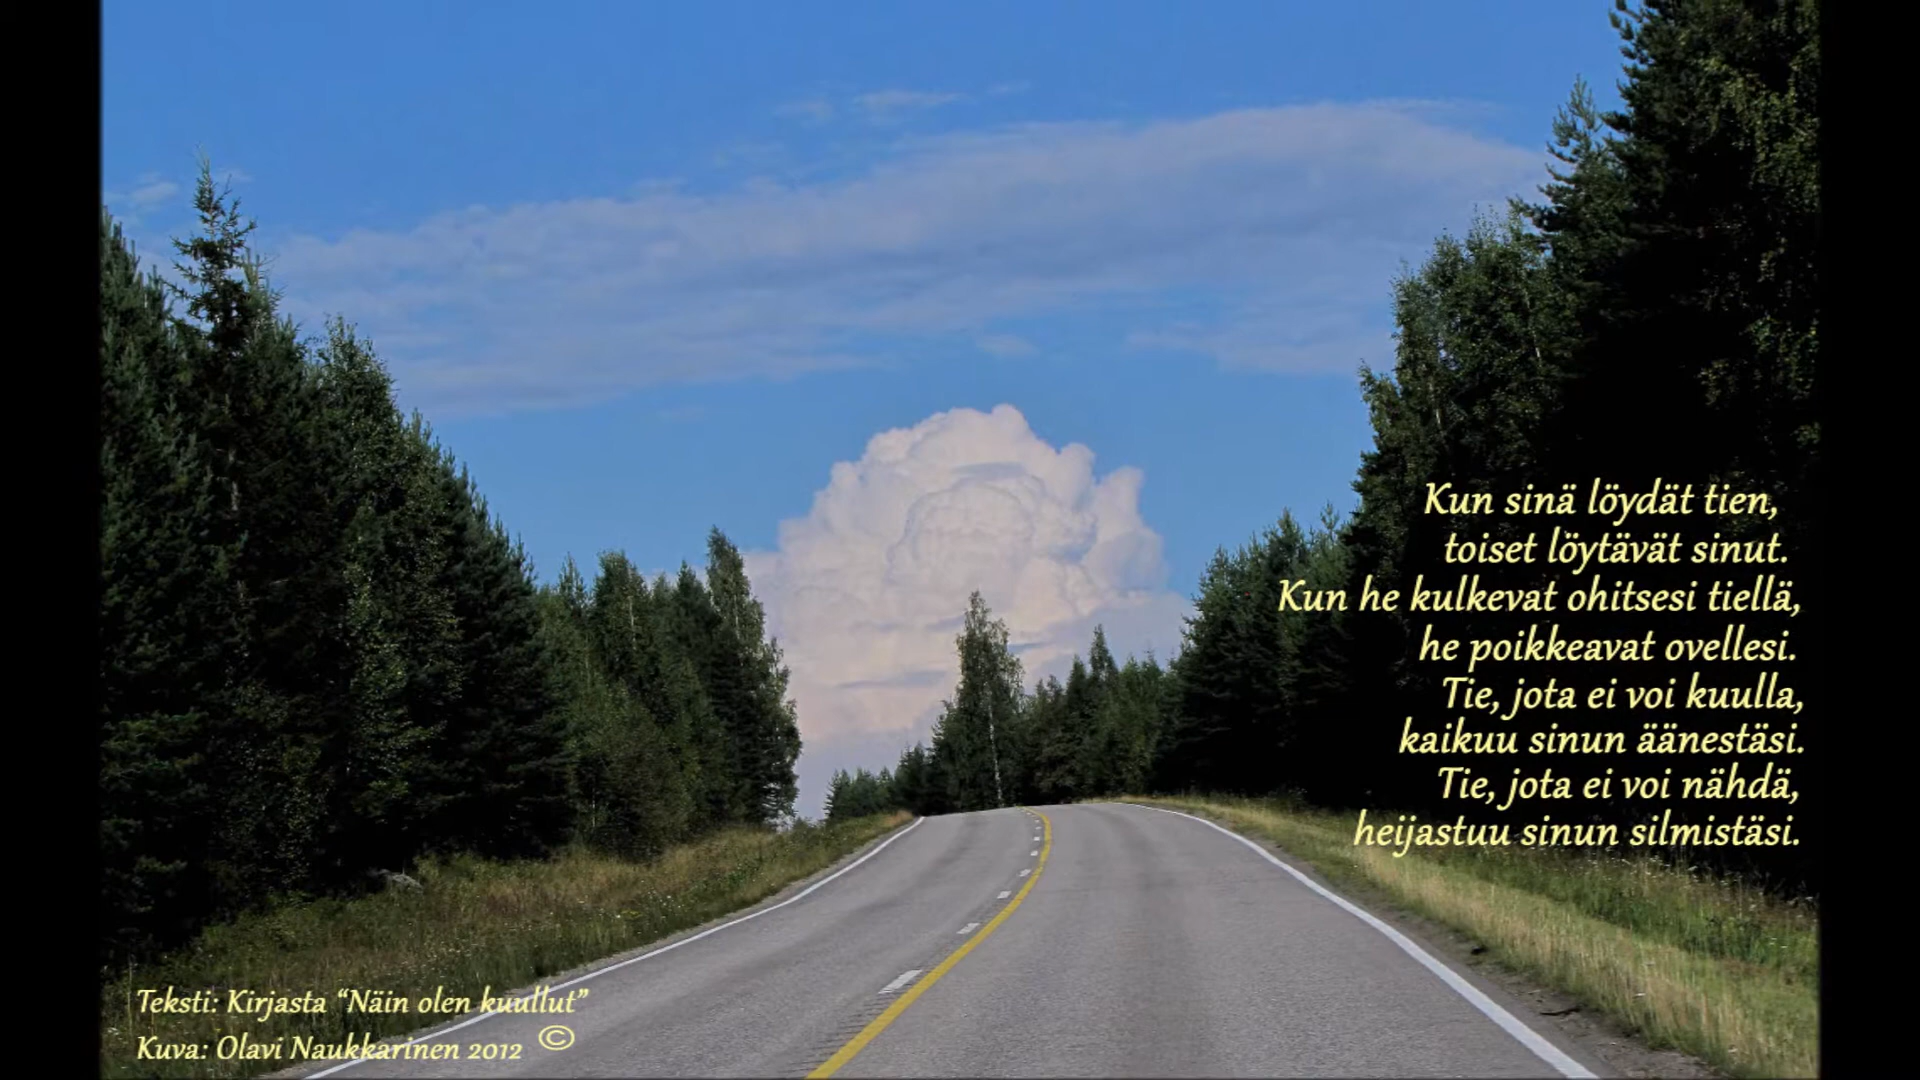 Kun sinä löydät tien,
toiset löytävät sinut.
Kun he kulkevat ohitsesi tiellä,
he poikkeavat ovellesi.
Tie, jota ei voi kuulla,
kaikuu sinun äänestäsi.
Tie, jota ei voi nähdä,
heijastuu sinun silmistäsi.
Teksti: Kirjasta “Näin olen kuullut”
Kuva: Olavi Naukkarinen 2012 ©